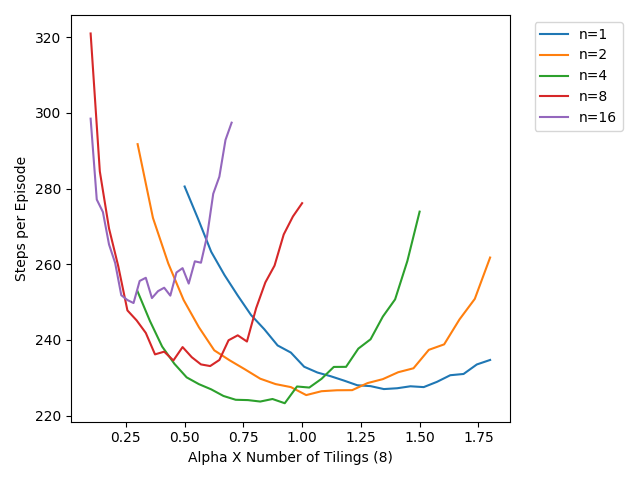 320
300
280
260
240
220
Steps per Episode
0.25 0.50 0.75 1.00 1.25 1.50 1.75
Alpha X Number of Tilings (8)
n=1
n=2
n=4
n=8
n=16